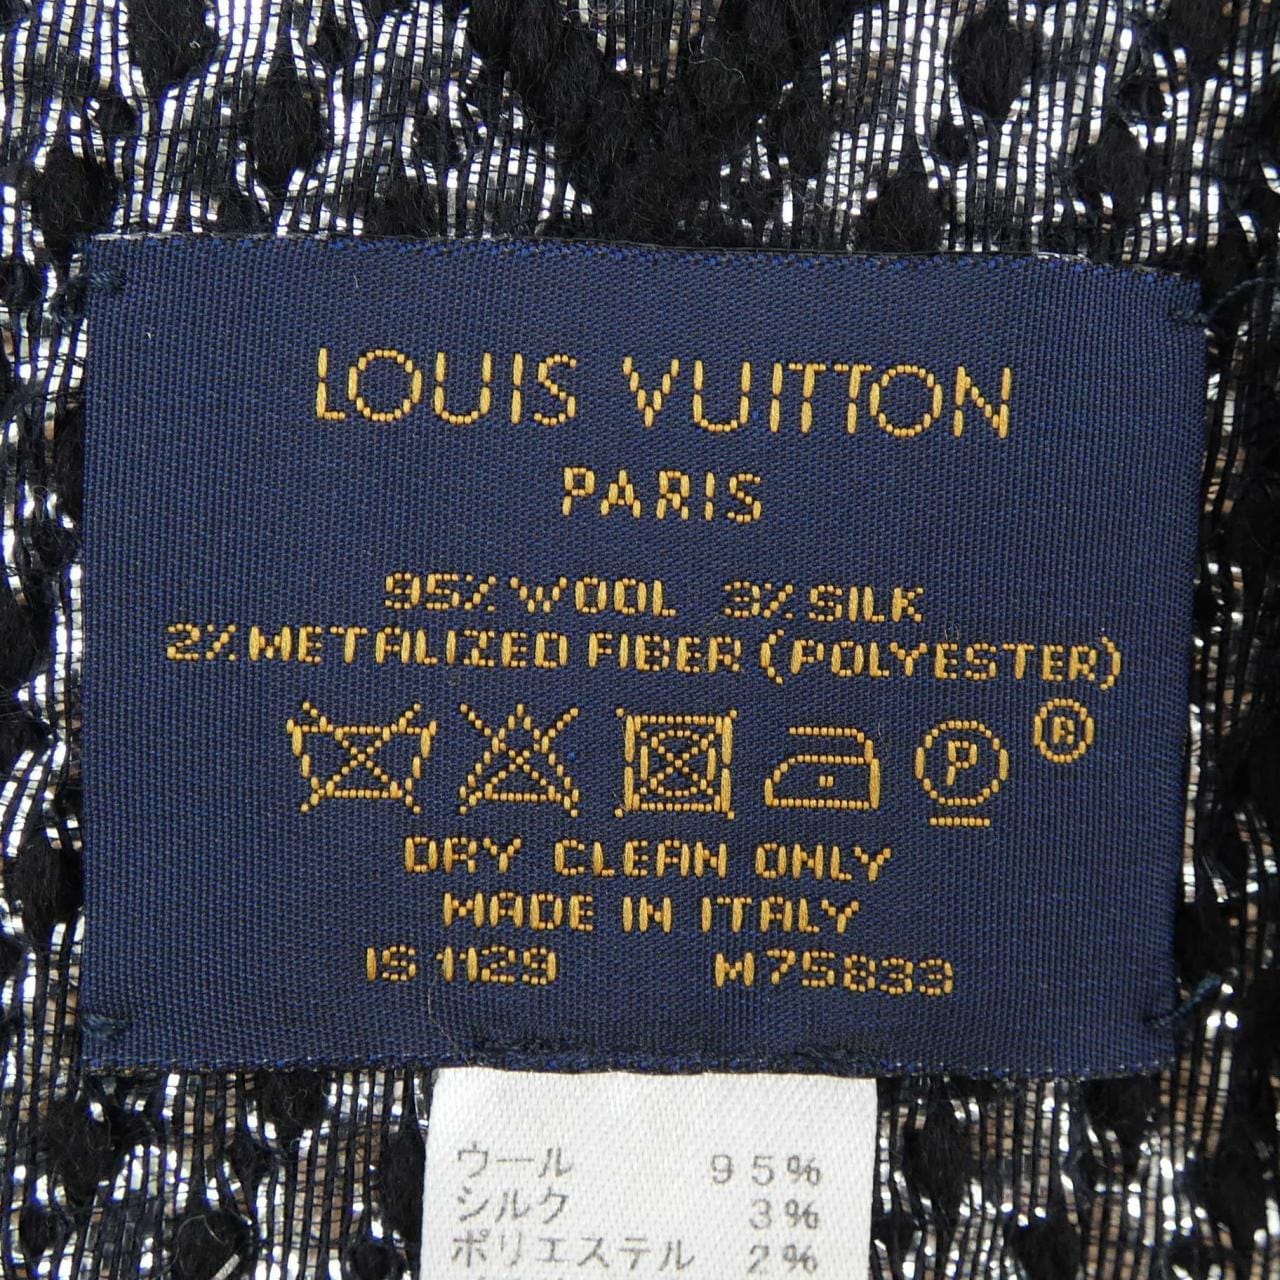 LOUIS VUITTON
PARIS
95% WOOL 3% SILK
2% METALIZED FIBER (POLYESTER)
P ®
DRY CLEAN ONLY
MADE IN ITALY
IS 1129 M75833
ウール 95%
シルク 3%
ポリエステル 2%